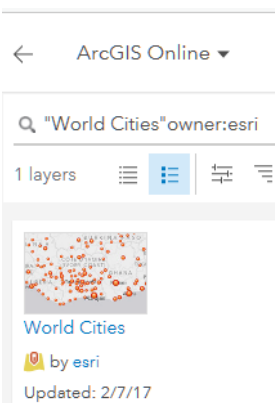 ArcGIS Online
"World Cities"owner:esri
1 layers
World Cities
by esri
Updated: 2/7/17